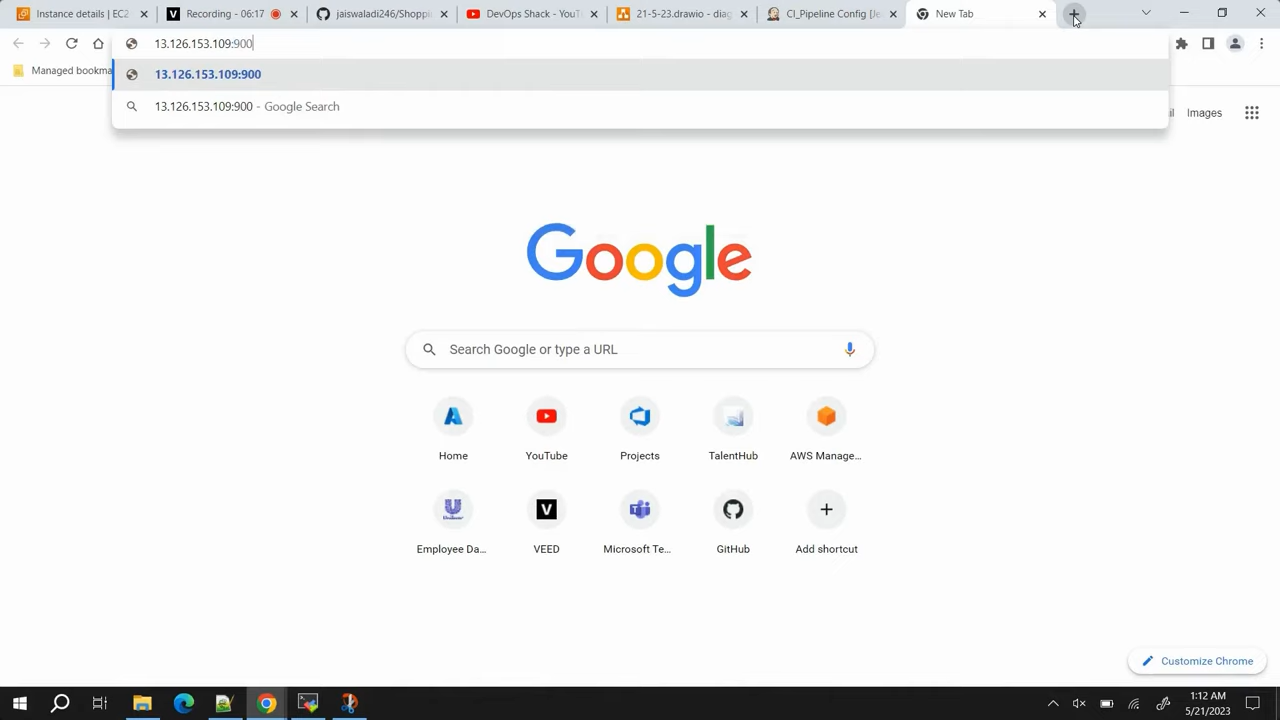 Instance details | EC2
Recording - 06:17
jaiswaladi246/Shoppi
DevOps Shack - YouT
21-5-23.drawio - diag
CI_Pipeline Config [Je
New Tab
13.126.153.109:900
Managed bookma
13.126.153.109:900
13.126.153.109:900 - Google Search
il Images
Google
Search Google or type a URL
Home
YouTube
Projects
TalentHub
AWS Manage...
Employee Da...
VEED
Microsoft Te...
GitHub
Add shortcut
Customize Chrome
1:12 AM
5/21/2023